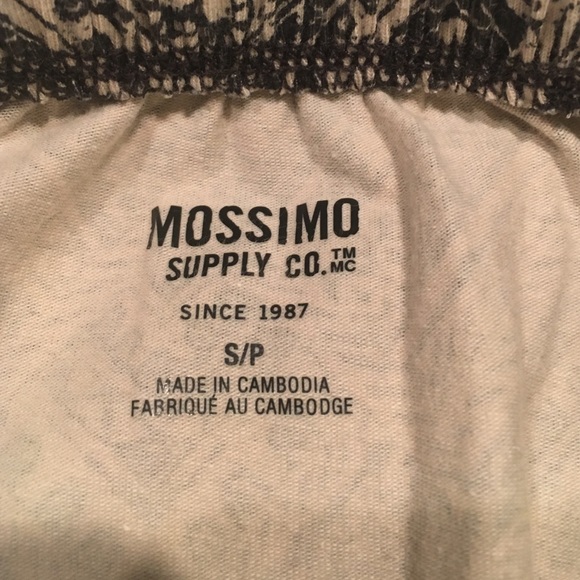 MOSSIMO
SUPPLY CO.™ MC
SINCE 1987
S/P
MADE IN CAMBODIA
FABRIQUÉ AU CAMBODGE